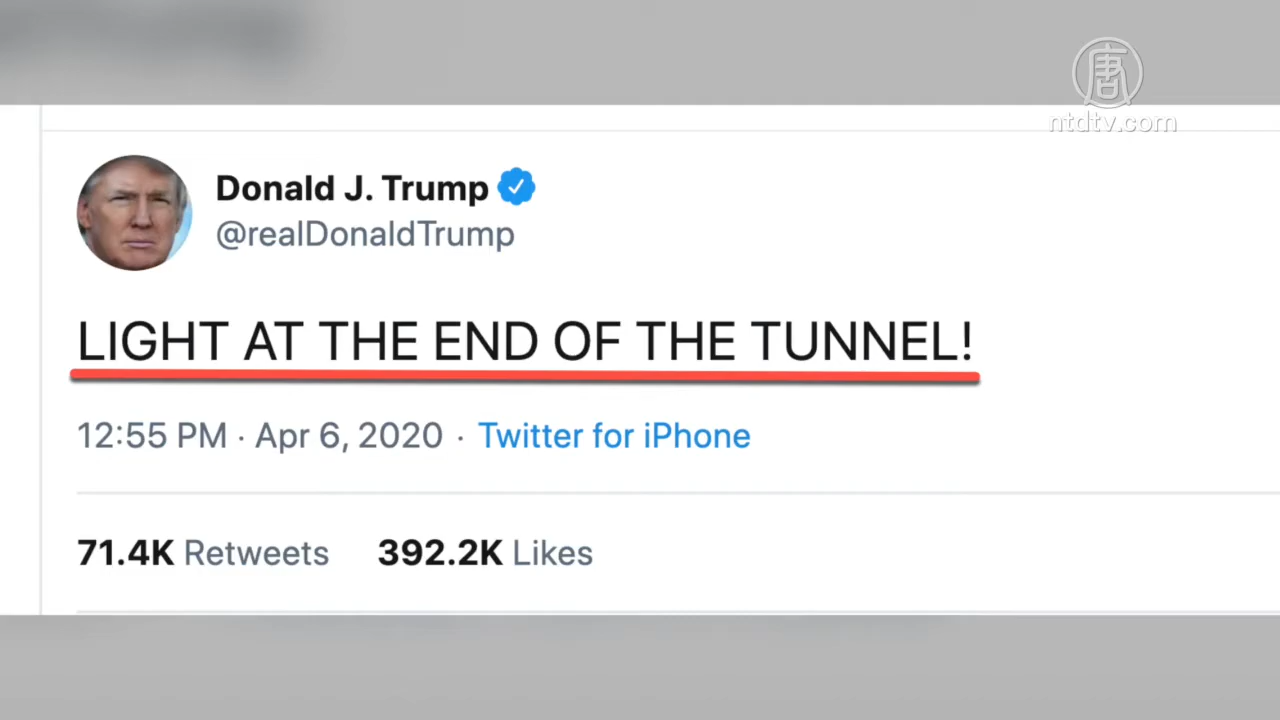 唐
ntdtv.com
Donald J. Trump
@realDonaldTrump
LIGHT AT THE END OF THE TUNNEL!
12:55 PM · Apr 6, 2020 · Twitter for iPhone
71.4K Retweets 392.2K Likes